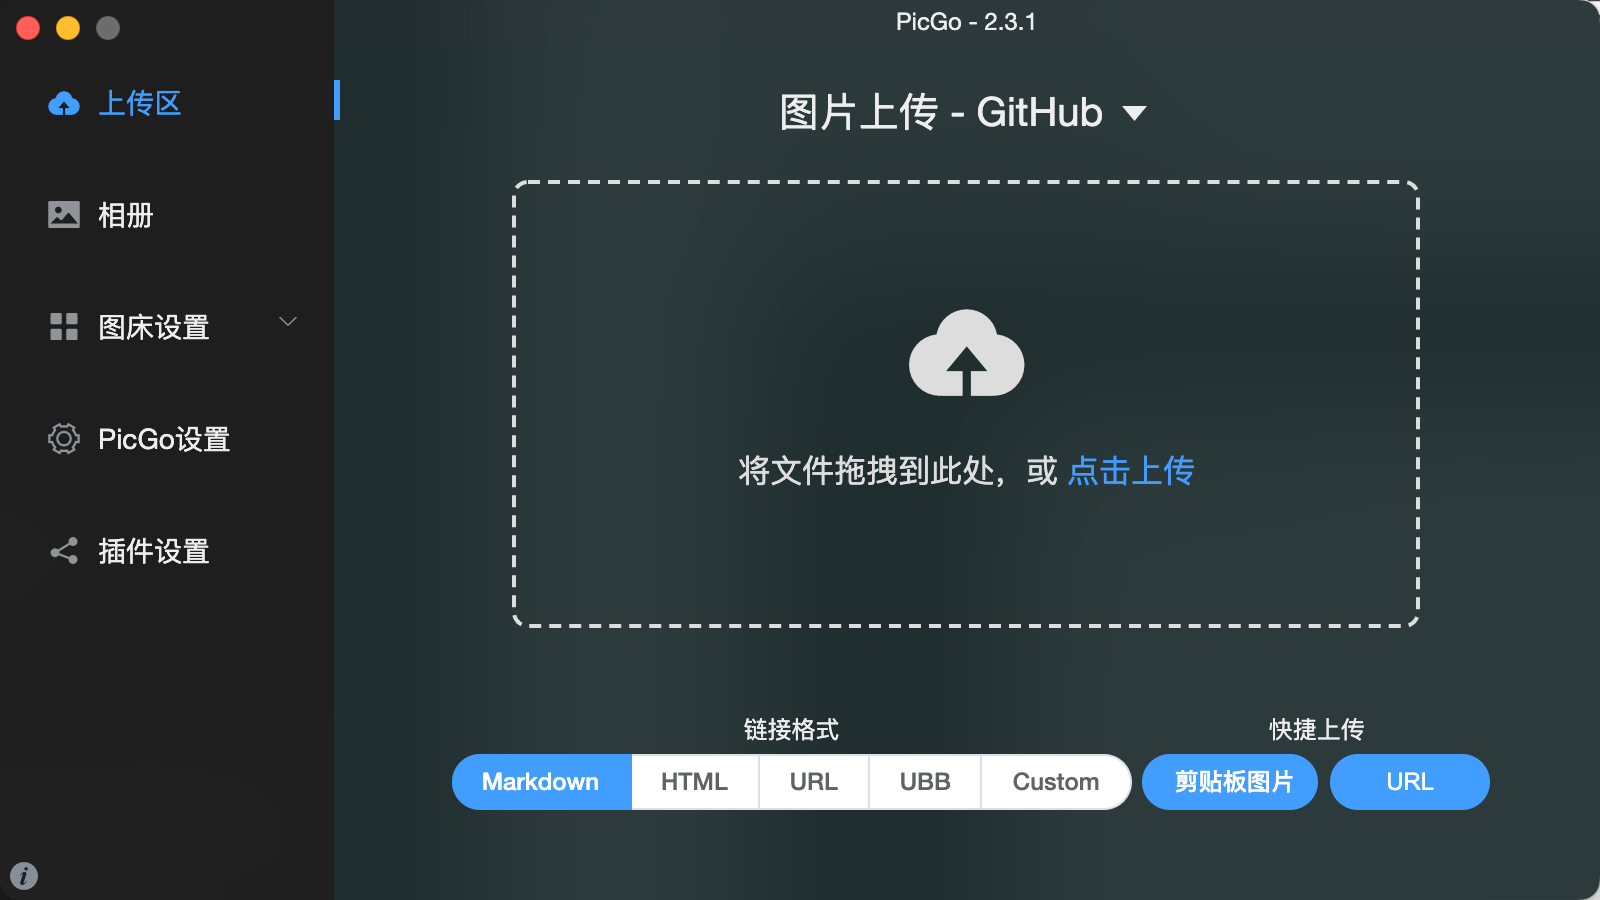 PicGo - 2.3.1
上传区
相册
图床设置
PicGo设置
插件设置
图片上传 - GitHub
将文件拖拽到此处，或 点击上传
链接格式
Markdown HTML URL UBB Custom
快捷上传
剪贴板图片 URL
i